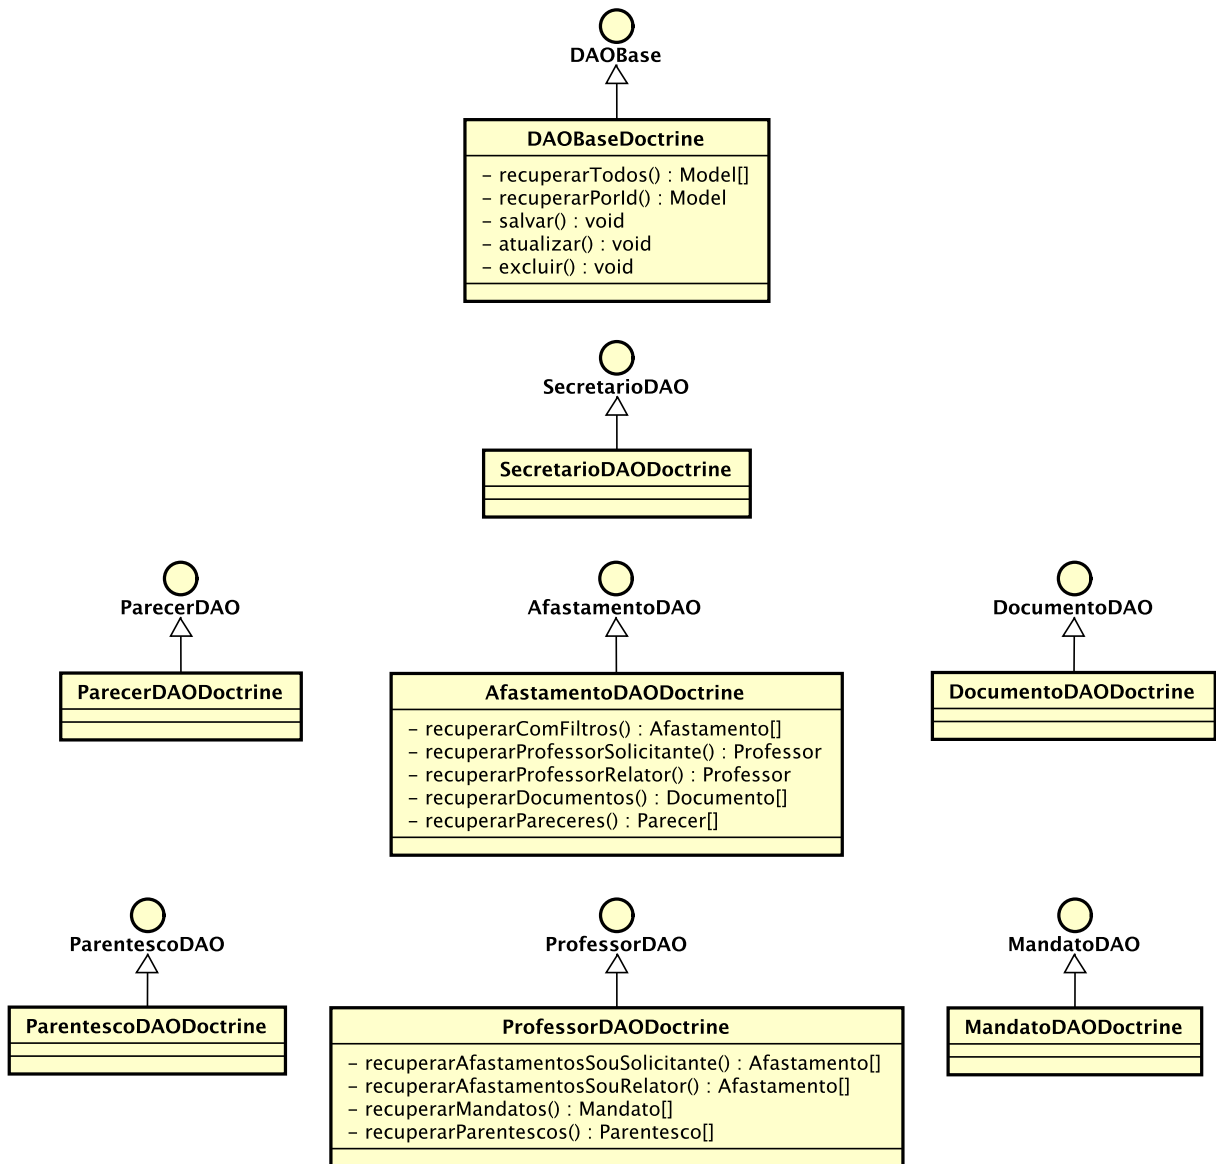 DAOBase
DAOBaseDoctrine
– recuperarTodos() : Model[]
– recuperarPorId() : Model
– salvar() : void
– atualizar() : void
– excluir() : void
SecretarioDAO
SecretarioDAODoctrine
ParecerDAO
AfastamentoDAO
DocumentoDAO
ParecerDAODoctrine
AfastamentoDAODoctrine
DocumentoDAODoctrine
– recuperarComFiltros() : Afastamento[]
– recuperarProfessorSolicitante() : Professor
– recuperarProfessorRelator() : Professor
– recuperarDocumentos() : Documento[]
– recuperarPareceres() : Parecer[]
ParentescoDAO
ProfessorDAO
MandatoDAO
ParentescoDAODoctrine
ProfessorDAODoctrine
MandatoDAODoctrine
– recuperarAfastamentosSouSolicitante() : Afastamento[]
– recuperarAfastamentosSouRelator() : Afastamento[]
– recuperarMandatos() : Mandato[]
– recuperarParentescos() : Parentesco[]